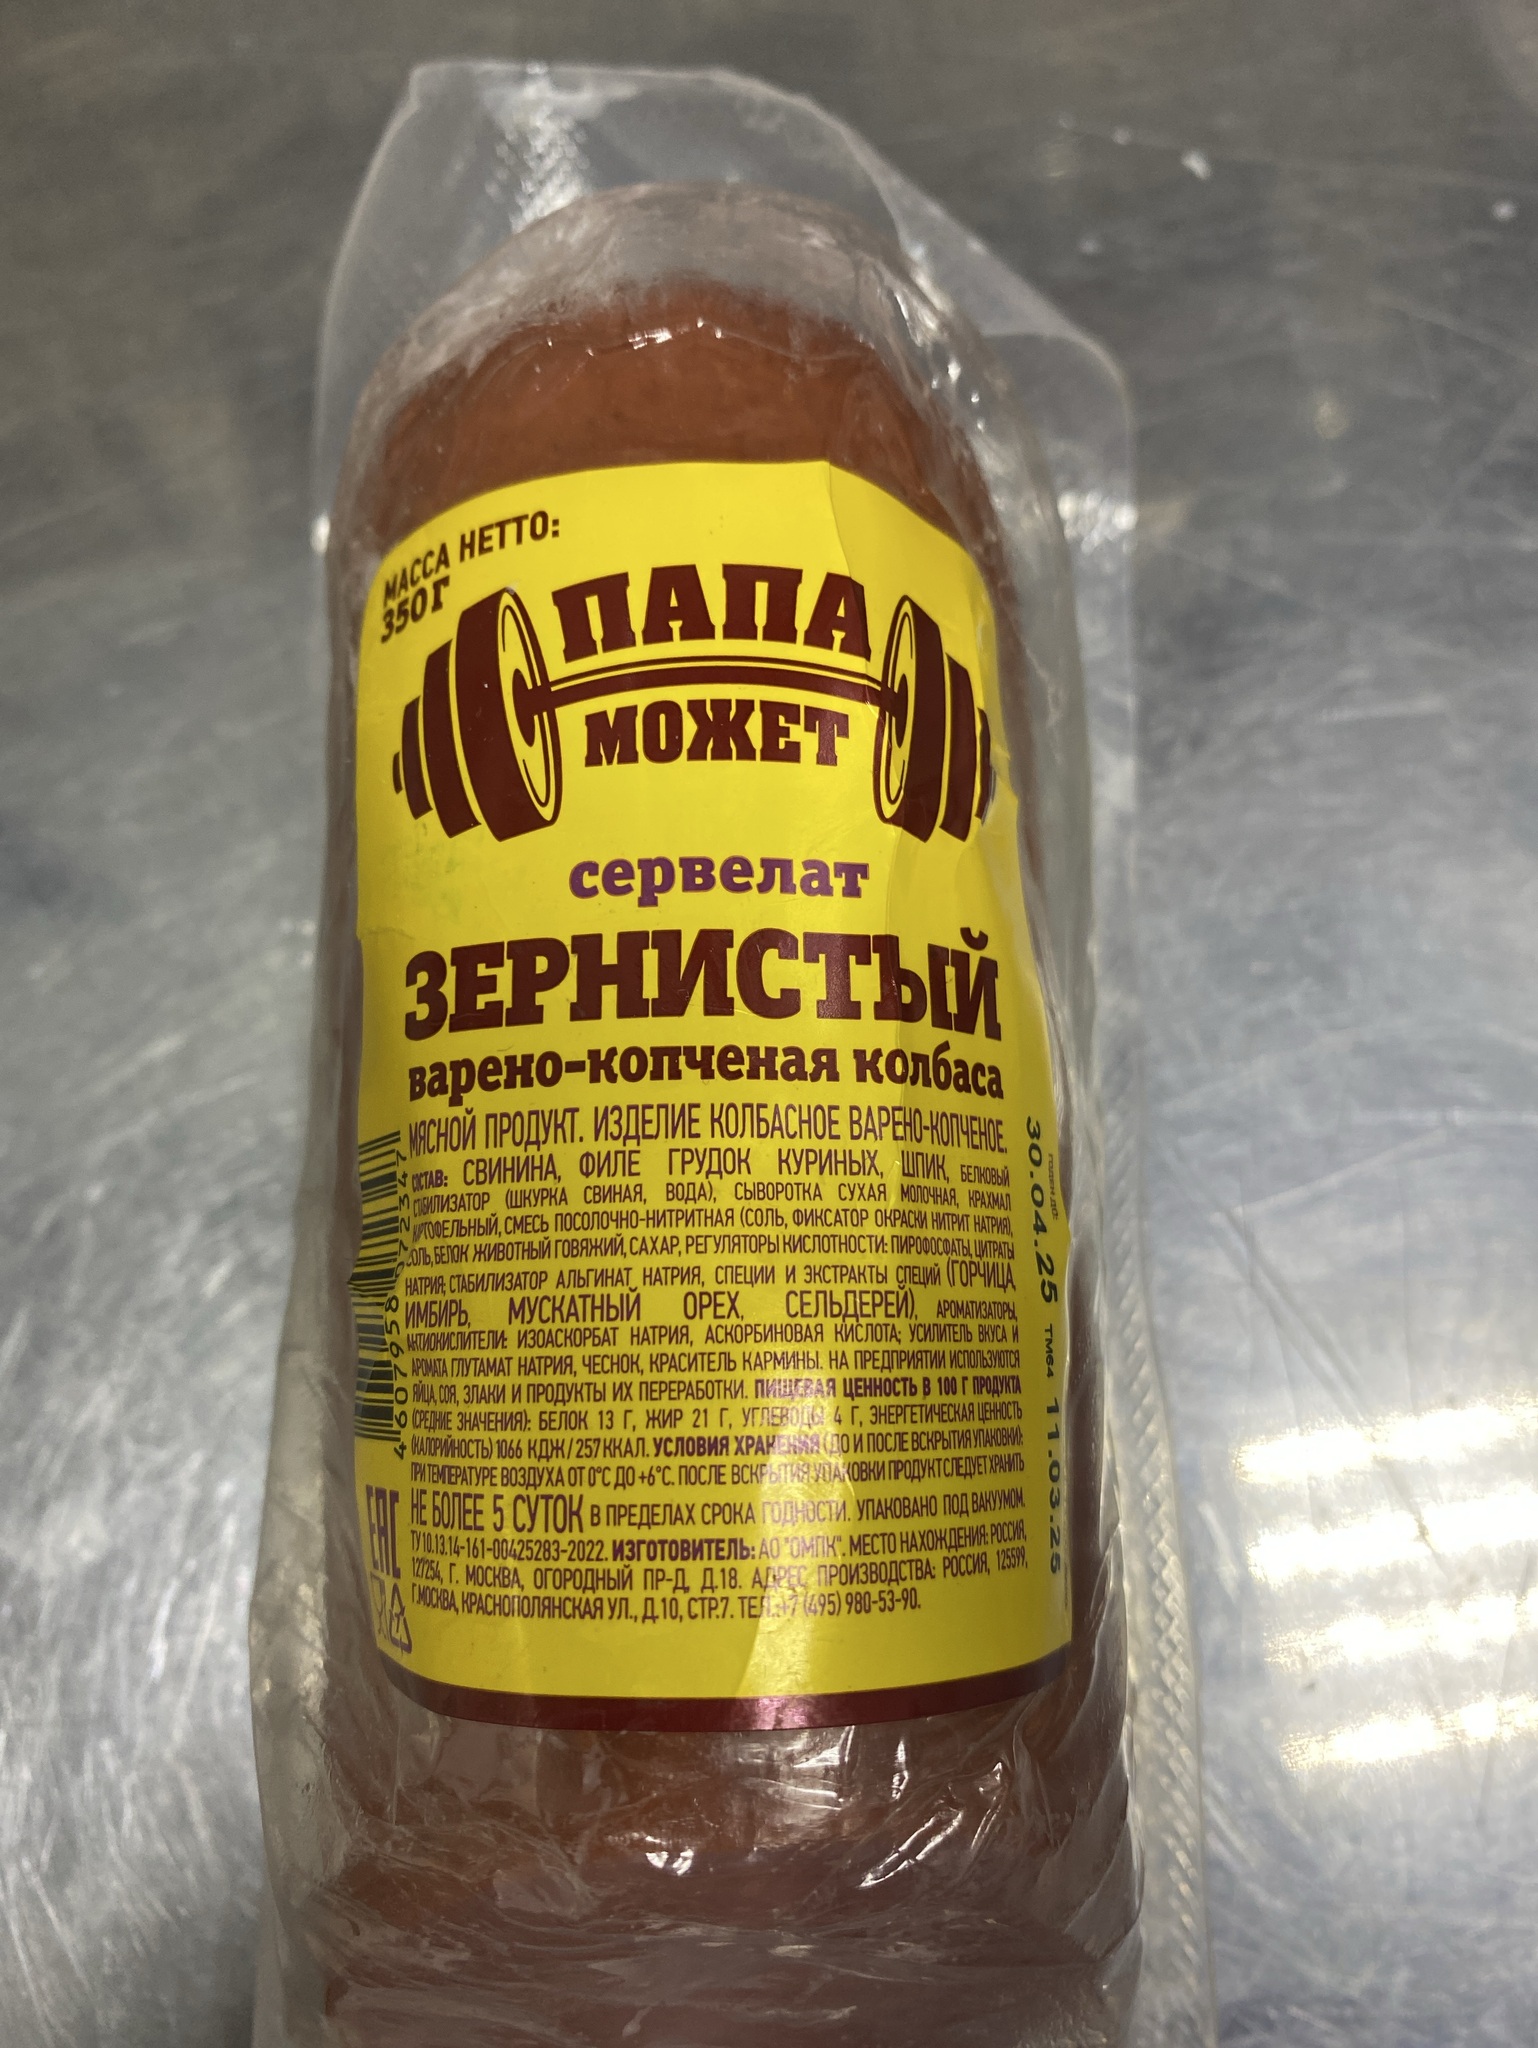 МАССА НЕТТО:
350 Г
ПАПА
МОЖЕТ
сервелат
ЗЕРНИСТЫЙ
варено-копченая колбаса
МЯСНОЙ ПРОДУКТ. ИЗДЕЛИЕ КОЛБАСНОЕ ВАРЕНО-КОПЧЕНОЕ.
СОСТАВ: СВИНИНА, ФИЛЕ ГРУДОК КУРИНЫХ, ШПИК, БЕЛКОВЫЙ
СТАБИЛИЗАТОР (ШКУРКА СВИНАЯ, ВОДА), СЫВОРОТКА СУХАЯ МОЛОЧНАЯ, КРАХМАЛ
КАРТОФЕЛЬНЫЙ, СМЕСЬ ПОСОЛОЧНО-НИТРИТНАЯ (СОЛЬ, ФИКСАТОР ОКРАСКИ НИТРИТ НАТРИЯ),
СОЛЬ, БЕЛОК ЖИВОТНЫЙ ГОВЯЖИЙ, САХАР, РЕГУЛЯТОРЫ КИСЛОТНОСТИ: ПИРОФОСФАТЫ, ЦИТРАТЫ
НАТРИЯ; СТАБИЛИЗАТОР АЛЬГИНАТ НАТРИЯ, СПЕЦИИ И ЭКСТРАКТЫ СПЕЦИЙ (ГОРЧИЦА,
ИМБИРЬ, МУСКАТНЫЙ ОРЕХ, СЕЛЬДЕРЕЙ), АРОМАТИЗАТОРЫ,
АНТИОКИСЛИТЕЛИ: ИЗОАСКОРБАТ НАТРИЯ, АСКОРБИНОВАЯ КИСЛОТА; УСИЛИТЕЛЬ ВКУСА И
АРОМАТА ГЛУТАМАТ НАТРИЯ, ЧЕСНОК, КРАСИТЕЛЬ КАРМИНЫ. НА ПРЕДПРИЯТИИ ИСПОЛЬЗУЮТСЯ
ЯЙЦА, СОЯ, ЗЛАКИ И ПРОДУКТЫ ИХ ПЕРЕРАБОТКИ. ПИЩЕВАЯ ЦЕННОСТЬ В 100 Г ПРОДУКТА
(СРЕДНИЕ ЗНАЧЕНИЯ): БЕЛОК 13 Г, ЖИР 21 Г, УГЛЕВОДЫ 4 Г, ЭНЕРГЕТИЧЕСКАЯ ЦЕННОСТЬ
(КАЛОРИЙНОСТЬ) 1066 КДЖ/257 ККАЛ. УСЛОВИЯ ХРАНЕНИЯ (ДО И ПОСЛЕ ВСКРЫТИЯ УПАКОВКИ):
ПРИ ТЕМПЕРАТУРЕ ВОЗДУХА ОТ 0°С ДО +6°С. ПОСЛЕ ВСКРЫТИЯ УПАКОВКИ ПРОДУКТ СЛЕДУЕТ ХРАНИТЬ
НЕ БОЛЕЕ 5 СУТОК В ПРЕДЕЛАХ СРОКА ГОДНОСТИ. УПАКОВАНО ПОД ВАКУУМОМ.
ТУ 10.13.14-161-00425283-2022. ИЗГОТОВИТЕЛЬ: АО "ОМПК". МЕСТО НАХОЖДЕНИЯ: РОССИЯ,
127254, Г. МОСКВА, ОГОРОДНЫЙ ПР-Д, Д.18. АДРЕС ПРОИЗВОДСТВА: РОССИЯ, 125599,
Г.МОСКВА, КРАСНОПОЛЯНСКАЯ УЛ., Д.10, СТР.7. ТЕЛ.:+7 (495) 980-53-90.
4 607958 072347
EAC
ГОДЕН ДО:
30.04.25 ТМ64 11.03.25